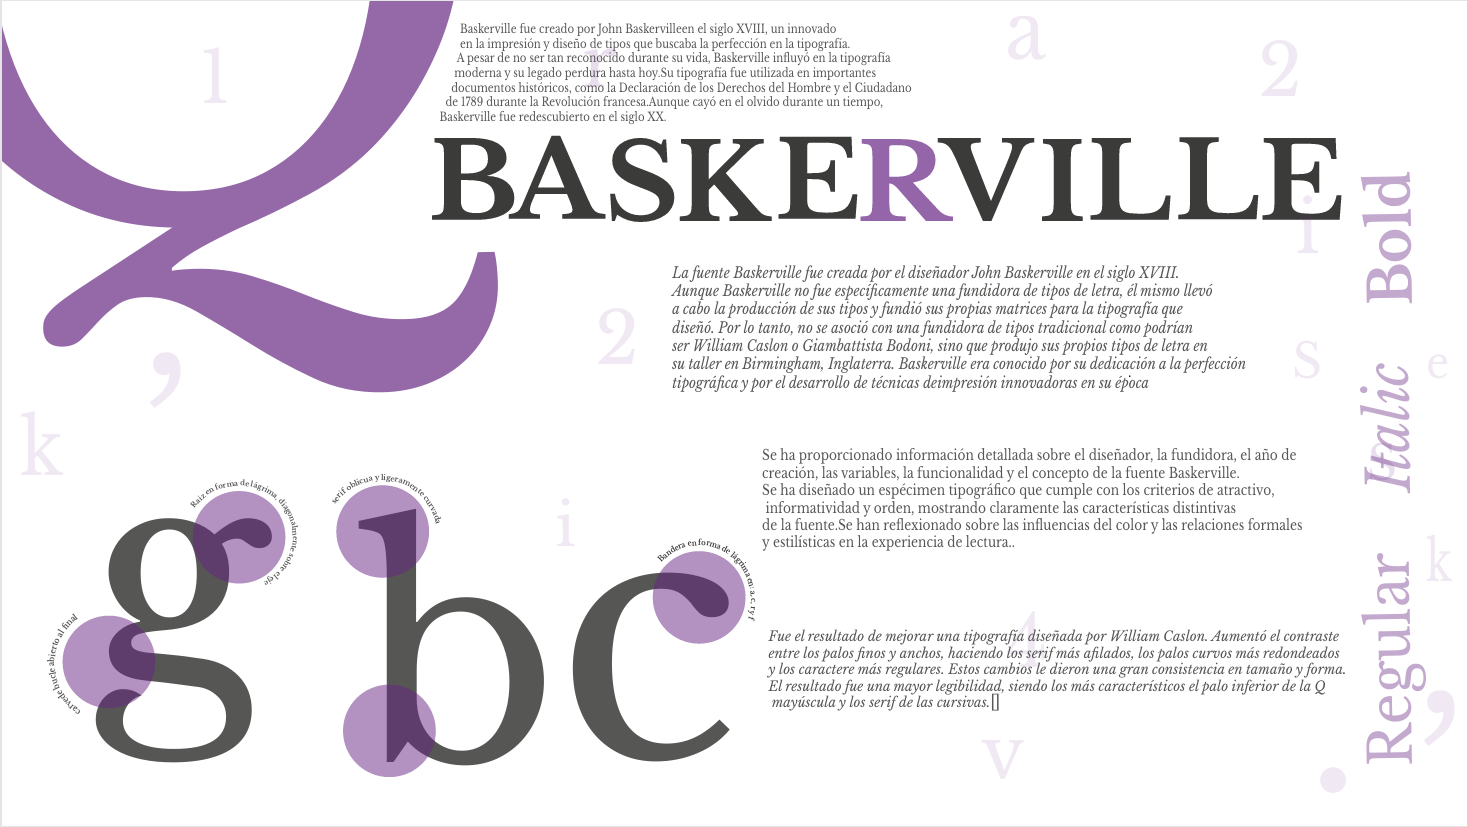 Q
1
r
a
2
Baskerville fue creado por John Baskervilleen el siglo XVIII, un innovado
en la impresión y diseño de tipos que buscaba la perfección en la tipografía.
A pesar de no ser tan reconocido durante su vida, Baskerville influyó en la tipografía
moderna y su legado perdura hasta hoy.Su tipografía fue utilizada en importantes
documentos históricos, como la Declaración de los Derechos del Hombre y el Ciudadano
de 1789 durante la Revolución francesa.Aunque cayó en el olvido durante un tiempo,
Baskerville fue redescubierto en el siglo XX.
BASKERVILLE
i
La fuente Baskerville fue creada por el diseñador John Baskerville en el siglo XVIII.
Aunque Baskerville no fue específicamente una fundidora de tipos de letra, él mismo llevó
a cabo la producción de sus tipos y fundió sus propias matrices para la tipografía que
diseñó. Por lo tanto, no se asoció con una fundidora de tipos tradicional como podrían
ser William Caslon o Giambattista Bodoni, sino que produjo sus propios tipos de letra en
su taller en Birmingham, Inglaterra. Baskerville era conocido por su dedicación a la perfección
tipográfica y por el desarrollo de técnicas deimpresión innovadoras en su época
2
,
k
S
e
Se ha proporcionado información detallada sobre el diseñador, la fundidora, el año de
creación, las variables, la funcionalidad y el concepto de la fuente Baskerville.
Se ha diseñado un espécimen tipográfico que cumple con los criterios de atractivo,
informatividad y orden, mostrando claramente las características distintivas
de la fuente.Se han reflexionado sobre las influencias del color y las relaciones formales
y estilísticas en la experiencia de lectura..
i
k
Raiz en forma de lágrima, diagonalmente sobre el eje
serif oblicua y ligeramente curvada
Bandera en forma de lágrima en: a, c, r y f
bucle abierto al final
g b c
Fue el resultado de mejorar una tipografía diseñada por William Caslon. Aumentó el contraste
entre los palos finos y anchos, haciendo los serif más afilados, los palos curvos más redondeados
y los caractere más regulares. Estos cambios le dieron una gran consistencia en tamaño y forma.
El resultado fue una mayor legibilidad, siendo los más característicos el palo inferior de la Q
mayúscula y los serif de las cursivas.[]
4
v
,
.
Regular Italic Bold